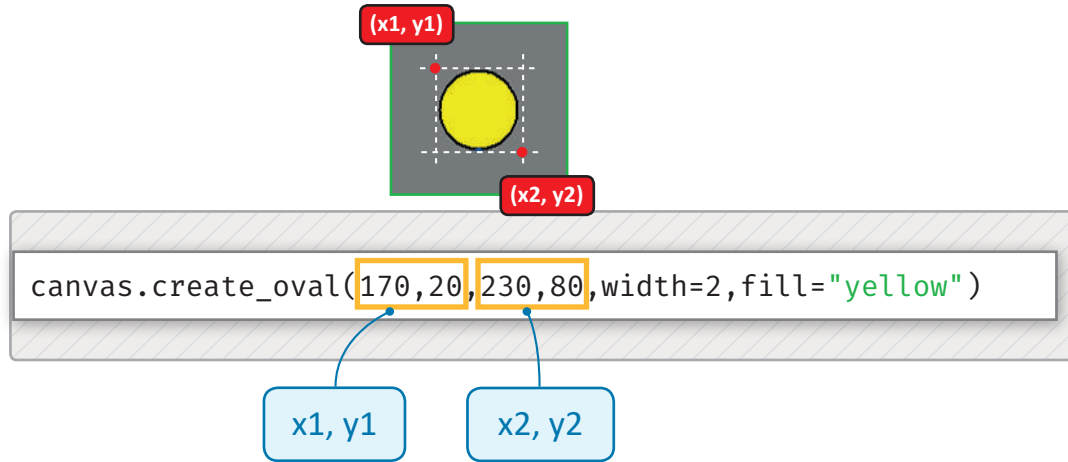 (x1, y1)
(x2, y2)
canvas.create_oval(170,20,230,80,width=2,fill="yellow")
x1, y1
x2, y2